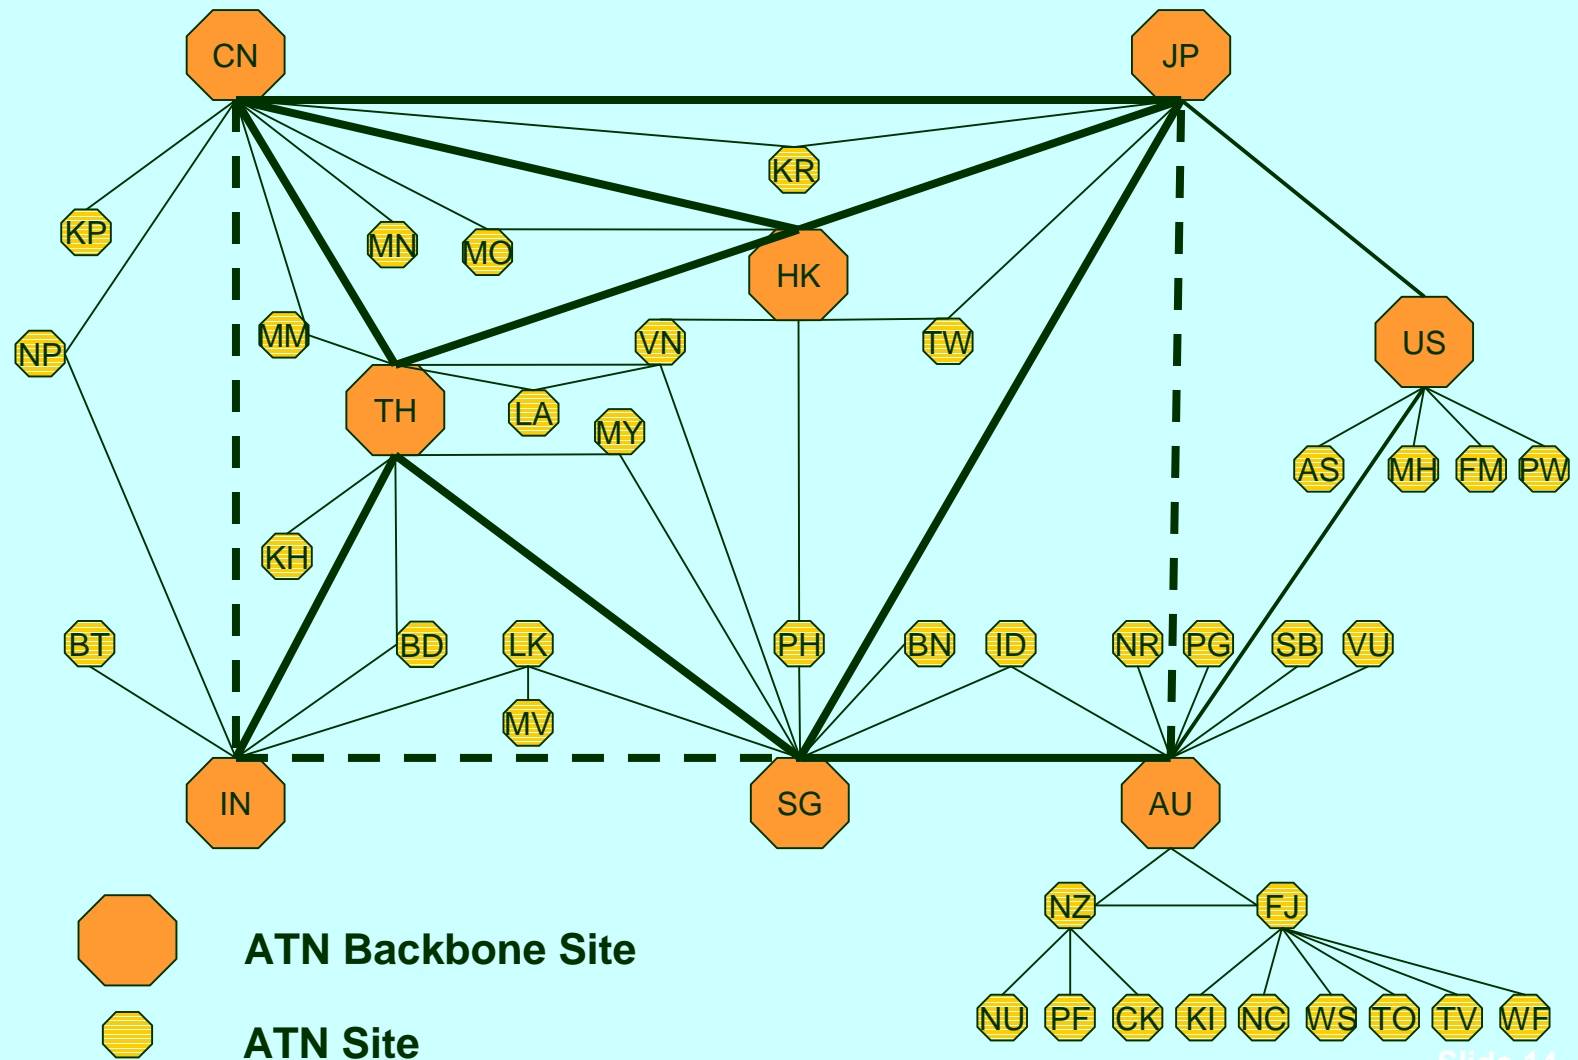 CN
JP
KR
KP
MN
MO
HK
MM
VN
TW
NP
US
TH
LA
MY
AS
MH
FM
PW
KH
BT
BD
LK
PH
BN
ID
NR
PG
SB
VU
MV
IN
SG
AU
NZ
FJ
ATN Backbone Site
NU
PF
CK
KI
NC
WS
TO
TV
WF
ATN Site
Slide 14